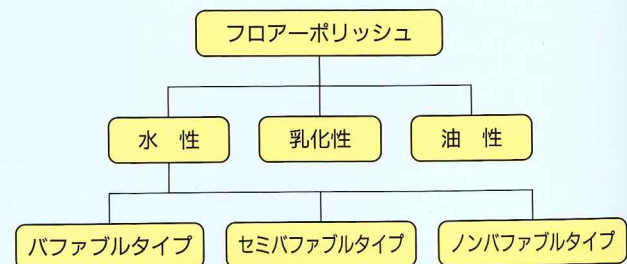 フロアーポリッシュ
水 性
乳化性
油 性
バファブルタイプ
セミバファブルタイプ
ノンバファブルタイプ